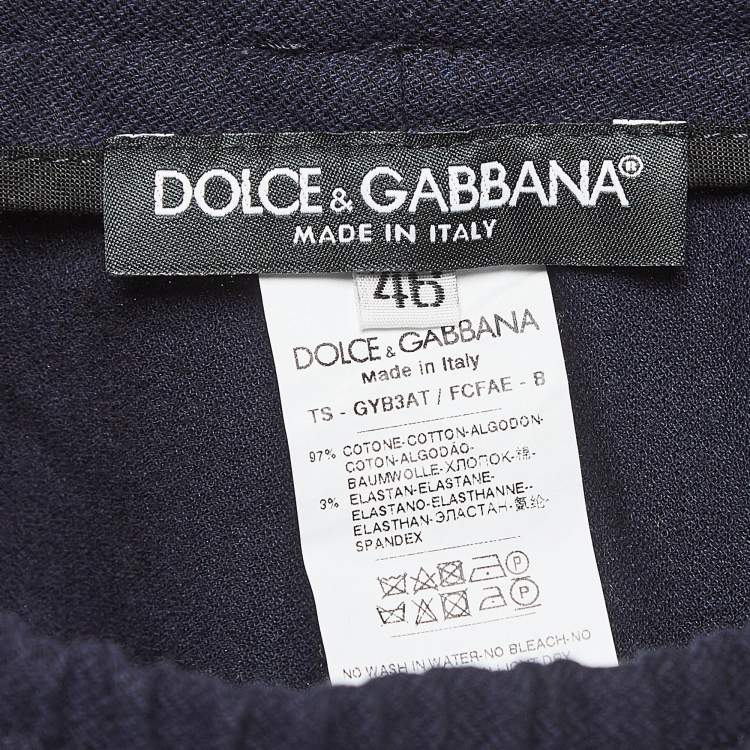 DOLCE & GABBANA®
MADE IN ITALY
46
DOLCE & GABBANA
Made in Italy
TS - GYB3AT / FCFAE - B
97% COTONE-COTTON-ALGODON-
COTON-ALGODÃO-
BAUMWOLLE-ХЛОПОК-棉-
3% ELASTAN-ELASTANE-
ELASTANO-ELASTHANNE-
ELASTHAN-ЭЛАСТАН-氨纶-
SPANDEX
P
P
NO WASH IN WATER-NO BLEACH-NO